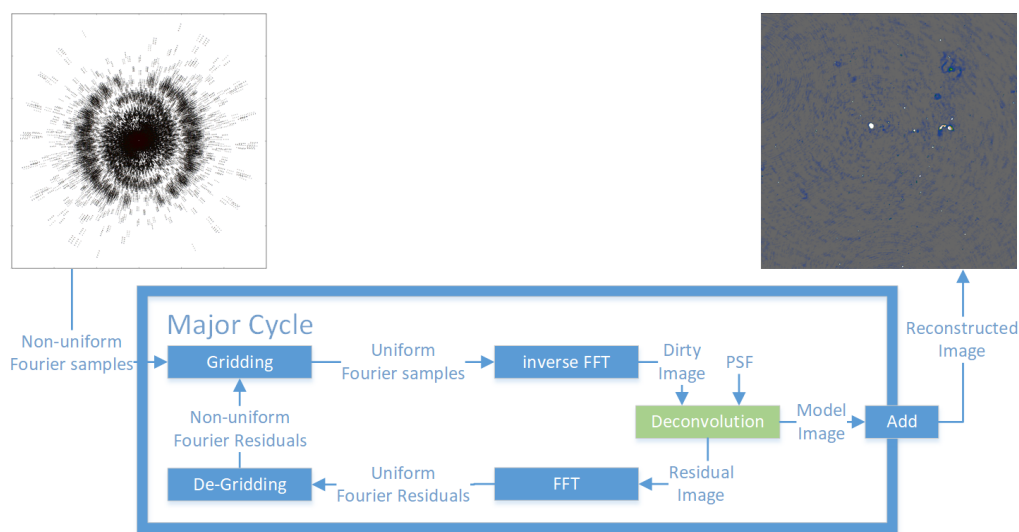 Major Cycle
Non-uniform
Fourier samples
Gridding
Uniform
Fourier samples
inverse FFT
Dirty
Image
PSF
Reconstructed
Image
Non-uniform
Fourier Residuals
Deconvolution
Model
Image
Add
De-Gridding
Uniform
Fourier Residuals
FFT
Residual
Image